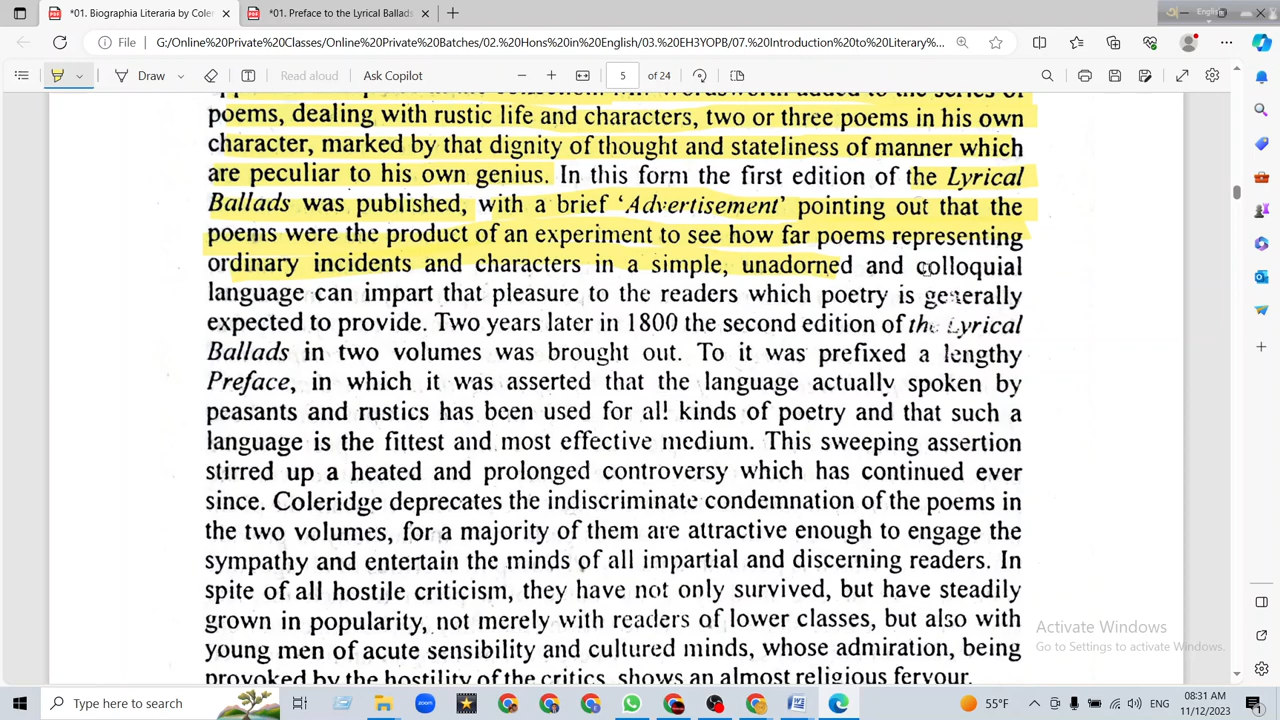 *01. Biographia Literaria by Coler
*01. Preface to the Lyrical Ballads
English
File
G:/Online%20Private%20Classes/Online%20Private%20Batches/02.%20Hons%20in%20English/03.%20EH3YOPB/07.%20Introduction%20to%20Literary%...
Draw
Read aloud
Ask Copilot
5 of 24
poems, dealing with rustic life and characters, two or three poems in his own
character, marked by that dignity of thought and stateliness of manner which
are peculiar to his own genius. In this form the first edition of the Lyrical
Ballads was published, with a brief 'Advertisement' pointing out that the
poems were the product of an experiment to see how far poems representing
ordinary incidents and characters in a simple, unadorned and colloquial
language can impart that pleasure to the readers which poetry is generally
expected to provide. Two years later in 1800 the second edition of the Lyrical
Ballads in two volumes was brought out. To it was prefixed a lengthy
Preface, in which it was asserted that the language actually spoken by
peasants and rustics has been used for all kinds of poetry and that such a
language is the fittest and most effective medium. This sweeping assertion
stirred up a heated and prolonged controversy which has continued ever
since. Coleridge deprecates the indiscriminate condemnation of the poems in
the two volumes, for a majority of them are attractive enough to engage the
sympathy and entertain the minds of all impartial and discerning readers. In
spite of all hostile criticism, they have not only survived, but have steadily
grown in popularity, not merely with readers of lower classes, but also with
young men of acute sensibility and cultured minds, whose admiration, being
provoked by the hostility of the critics, shows an almost religious fervour.
Activate Windows
Go to Settings to activate Windows.
Type here to search
zoom
55°F
ENG
08:31 AM
11/12/2023